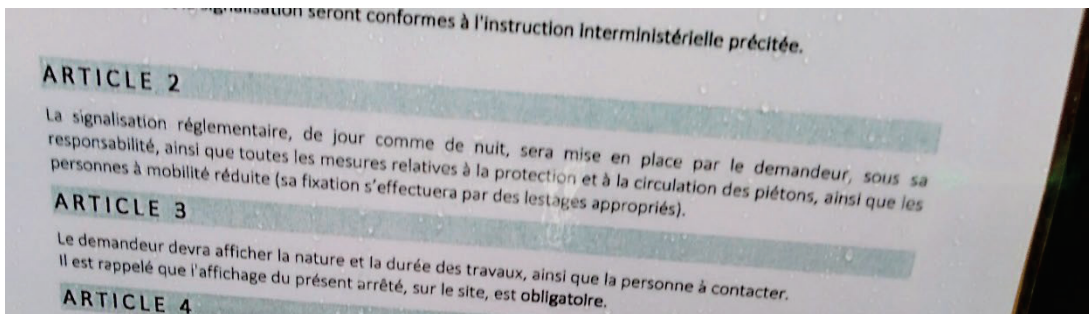 signalisation seront conformes à l'instruction interministérielle précitée.
ARTICLE 2
La signalisation réglementaire, de jour comme de nuit, sera mise en place par le demandeur, sous sa
responsabilité, ainsi que toutes les mesures relatives à la protection et à la circulation des piétons, ainsi que les
personnes à mobilité réduite (sa fixation s'effectuera par des lestages appropriés).
ARTICLE 3
Le demandeur devra afficher la nature et la durée des travaux, ainsi que la personne à contacter.
Il est rappelé que l'affichage du présent arrêté, sur le site, est obligatoire.
ARTICLE 4